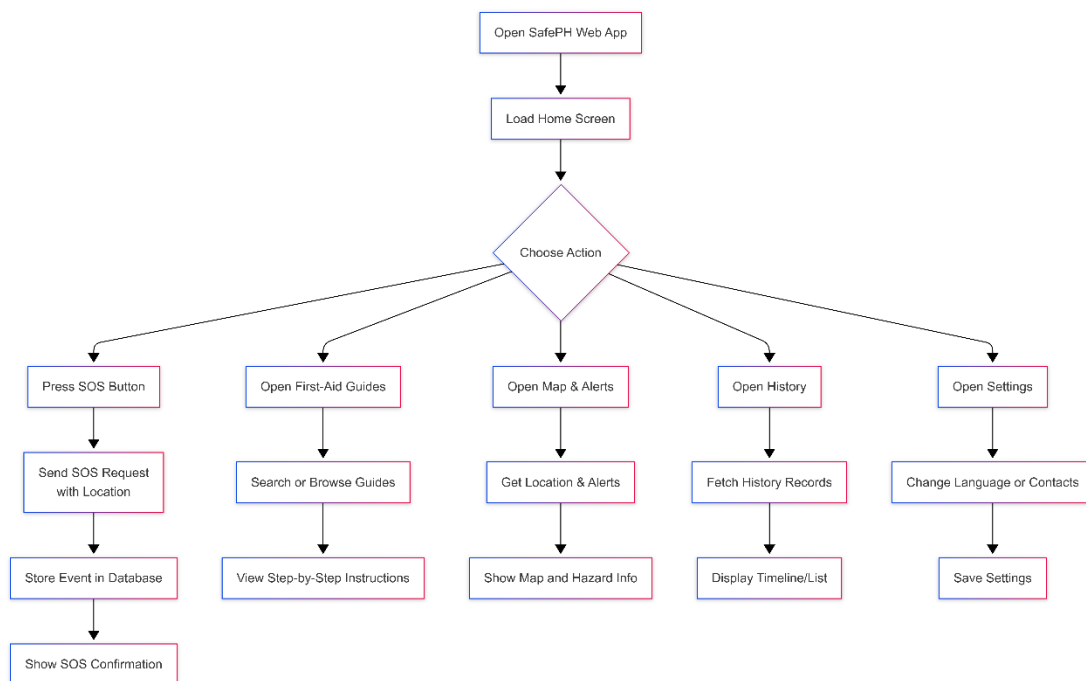 Open SafePH Web App
Load Home Screen
Choose Action
Press SOS Button
Open First-Aid Guides
Open Map & Alerts
Open History
Open Settings
Send SOS Request
with Location
Search or Browse Guides
Get Location & Alerts
Fetch History Records
Change Language or Contacts
Store Event in Database
View Step-by-Step Instructions
Show Map and Hazard Info
Display Timeline/List
Save Settings
Show SOS Confirmation